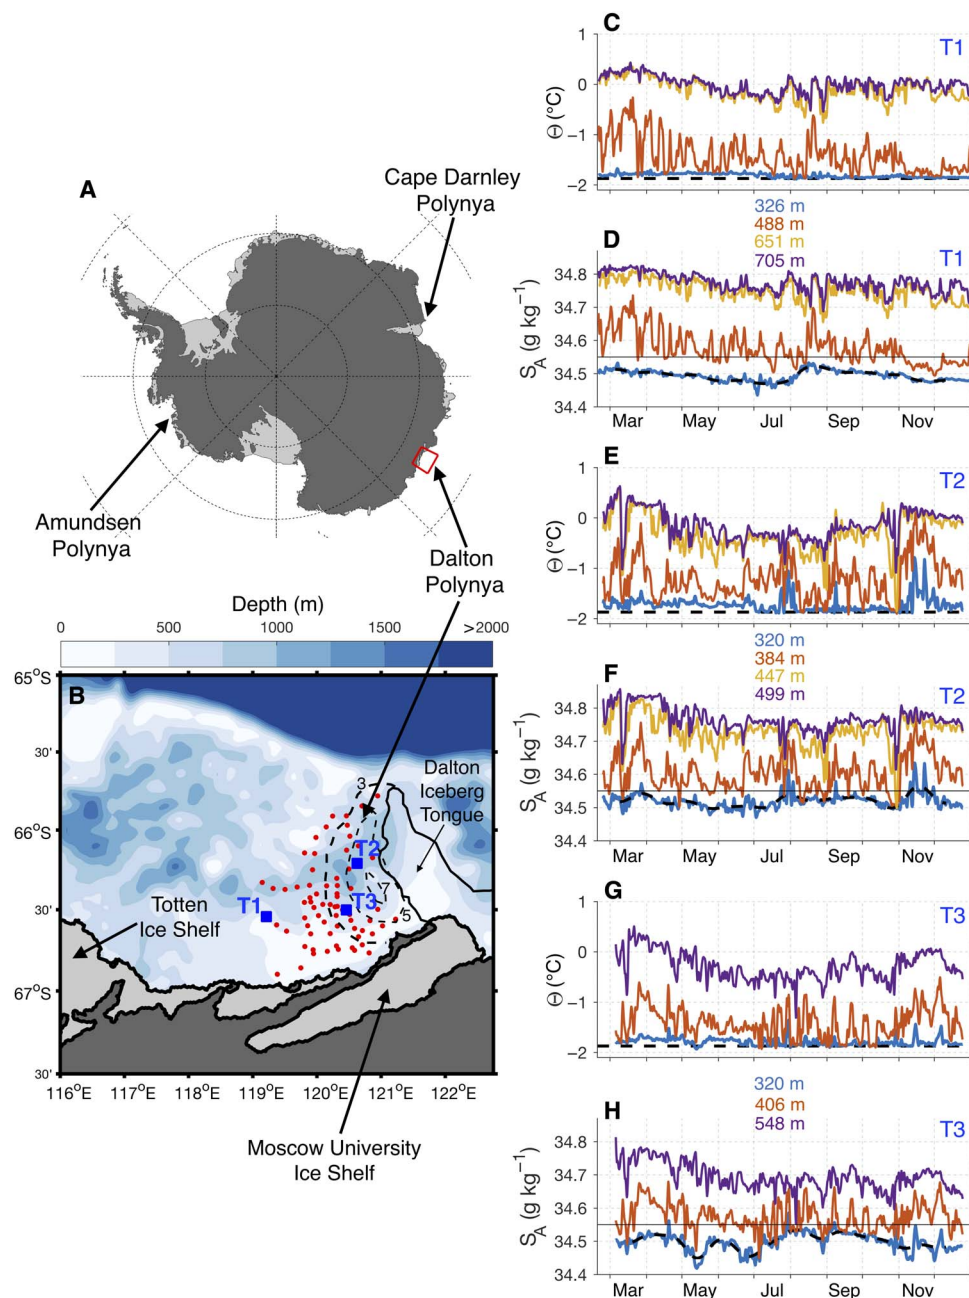 A
Cape Darnley
Polynya
Amundsen
Polynya
Dalton
Polynya
Depth (m)
0 500 1000 1500 >2000
B
65°S
30'
66°S
30'
67°S
30'
116°E 117°E 118°E 119°E 120°E 121°E 122°E
3
Dalton
Iceberg
Tongue
T2
7
T1
T3
5
Totten
Ice Shelf
Moscow University
Ice Shelf
C
T1
1
0
−1
−2
Θ (°C)
326 m
488 m
651 m
705 m
D
T1
34.8
34.7
34.6
34.5
34.4
S_A (g kg⁻¹)
Mar May Jul Sep Nov
E
T2
1
0
−1
−2
Θ (°C)
320 m
384 m
447 m
499 m
F
T2
34.8
34.7
34.6
34.5
34.4
S_A (g kg⁻¹)
Mar May Jul Sep Nov
G
T3
1
0
−1
−2
Θ (°C)
320 m
406 m
548 m
H
T3
34.8
34.7
34.6
34.5
34.4
S_A (g kg⁻¹)
Mar May Jul Sep Nov